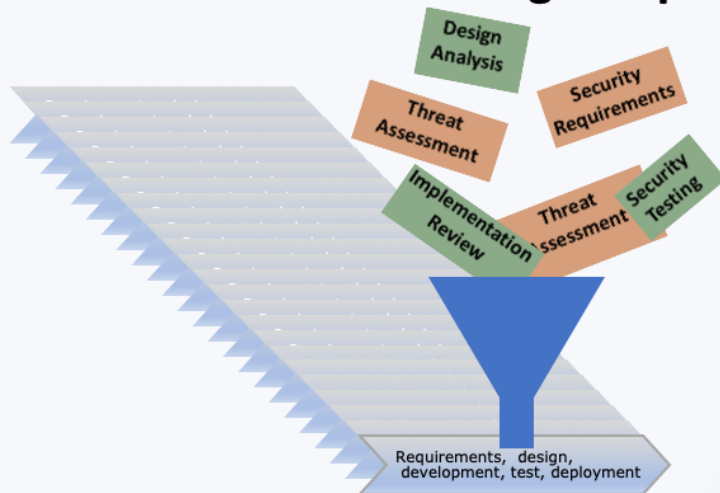 Design
Analysis
Security
Requirements
Threat
Assessment
Security
Testing
Implementation
Review
Threat
Assessment
Requirements, design,
development, test, deployment